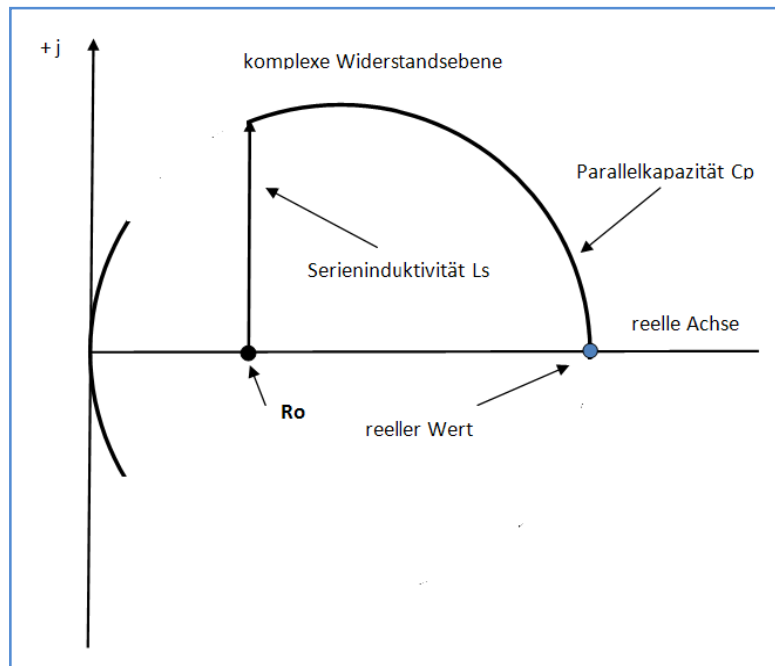 + j
komplexe Widerstandsebene
Parallelkapazität Cp
Serieninduktivität Ls
reelle Achse
Ro
reeller Wert